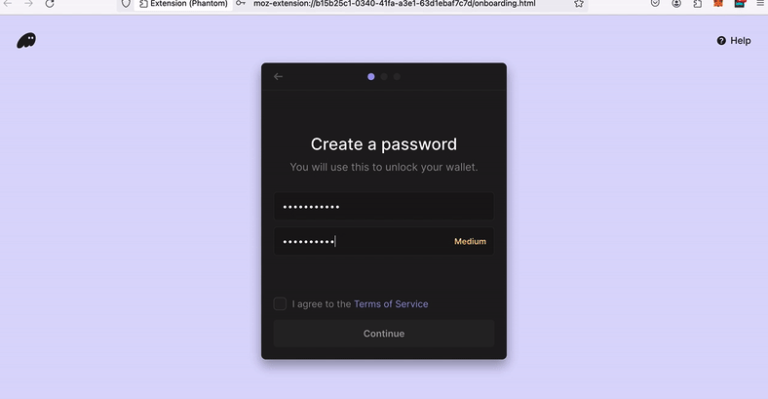 Extension (Phantom) moz-extension://b15b25c1-0340-41fa-a3e1-63d1ebaf7c7d/onboarding.html
Help
Create a password
You will use this to unlock your wallet.
•••••••••••
••••••••••
Medium
I agree to the Terms of Service
Continue